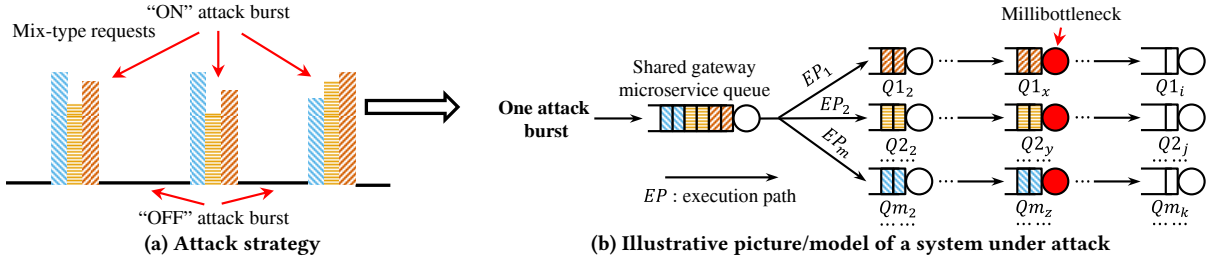 "ON" attack burst
Mix-type requests
"OFF" attack burst
(a) Attack strategy
Millibottleneck
Shared gateway
microservice queue
One attack
burst
EP₁
EP₂
EPₘ
Q1₂ Q1ₓ Q1ᵢ
Q2₂ Q2ᵧ Q2ⱼ
...... ...... ......
Qm₂ Qm_z Qmₖ
...... ...... ......
EP : execution path
(b) Illustrative picture/model of a system under attack